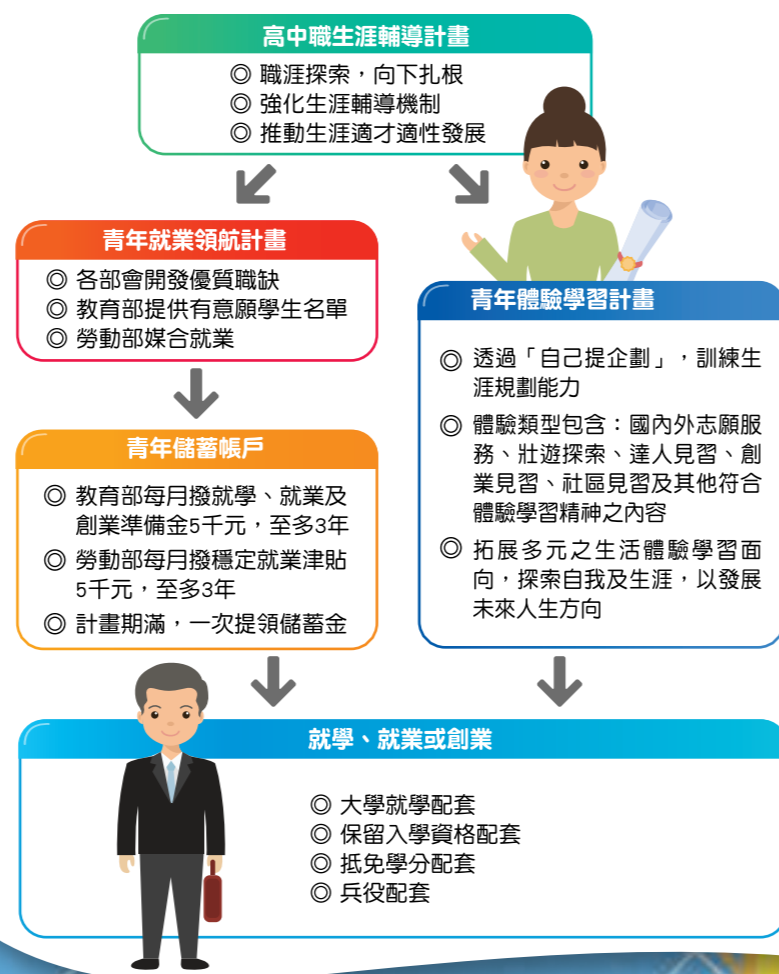 高中職生涯輔導計畫
◎ 職涯探索，向下扎根
◎ 強化生涯輔導機制
◎ 推動生涯適才適性發展
青年就業領航計畫
◎ 各部會開發優質職缺
◎ 教育部提供有意願學生名單
◎ 勞動部媒合就業
青年儲蓄帳戶
◎ 教育部每月撥就學、就業及
創業準備金5千元，至多3年
◎ 勞動部每月撥穩定就業津貼
5千元，至多3年
◎ 計畫期滿，一次提領儲蓄金
青年體驗學習計畫
◎ 透過「自己提企劃」，訓練生
涯規劃能力
◎ 體驗類型包含：國內外志願服
務、壯遊探索、達人見習、創
業見習、社區見習及其他符合
體驗學習精神之內容
◎ 拓展多元之生活體驗學習面
向，探索自我及生涯，以發展
未來人生方向
就學、就業或創業
◎ 大學就學配套
◎ 保留入學資格配套
◎ 抵免學分配套
◎ 兵役配套